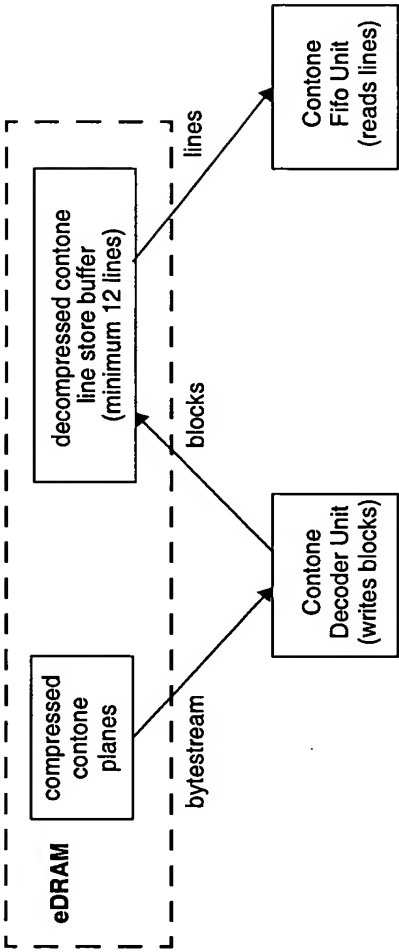 eDRAM
compressed
contone
planes
decompressed contone
line store buffer
(minimum 12 lines)
bytestream
blocks
lines
Contone
Decoder Unit
(writes blocks)
Contone
Fifo Unit
(reads lines)